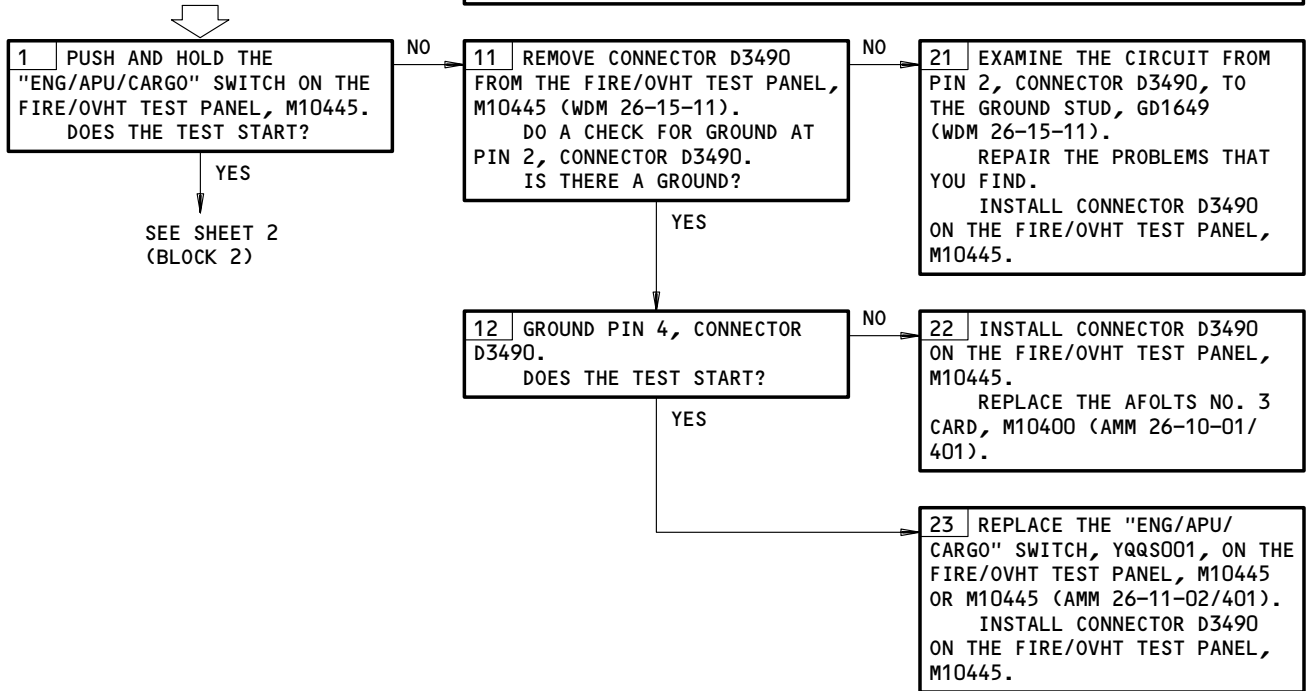 1 PUSH AND HOLD THE
"ENG/APU/CARGO" SWITCH ON THE
FIRE/OVHT TEST PANEL, M10445.
DOES THE TEST START?
NO
YES
SEE SHEET 2
(BLOCK 2)
11 REMOVE CONNECTOR D3490
FROM THE FIRE/OVHT TEST PANEL,
M10445 (WDM 26-15-11).
DO A CHECK FOR GROUND AT
PIN 2, CONNECTOR D3490.
IS THERE A GROUND?
NO
YES
21 EXAMINE THE CIRCUIT FROM
PIN 2, CONNECTOR D3490, TO
THE GROUND STUD, GD1649
(WDM 26-15-11).
REPAIR THE PROBLEMS THAT
YOU FIND.
INSTALL CONNECTOR D3490
ON THE FIRE/OVHT TEST PANEL,
M10445.
12 GROUND PIN 4, CONNECTOR
D3490.
DOES THE TEST START?
NO
YES
22 INSTALL CONNECTOR D3490
ON THE FIRE/OVHT TEST PANEL,
M10445.
REPLACE THE AFOLTS NO. 3
CARD, M10400 (AMM 26-10-01/
401).
23 REPLACE THE "ENG/APU/
CARGO" SWITCH, YQQS001, ON THE
FIRE/OVHT TEST PANEL, M10445
OR M10445 (AMM 26-11-02/401).
INSTALL CONNECTOR D3490
ON THE FIRE/OVHT TEST PANEL,
M10445.